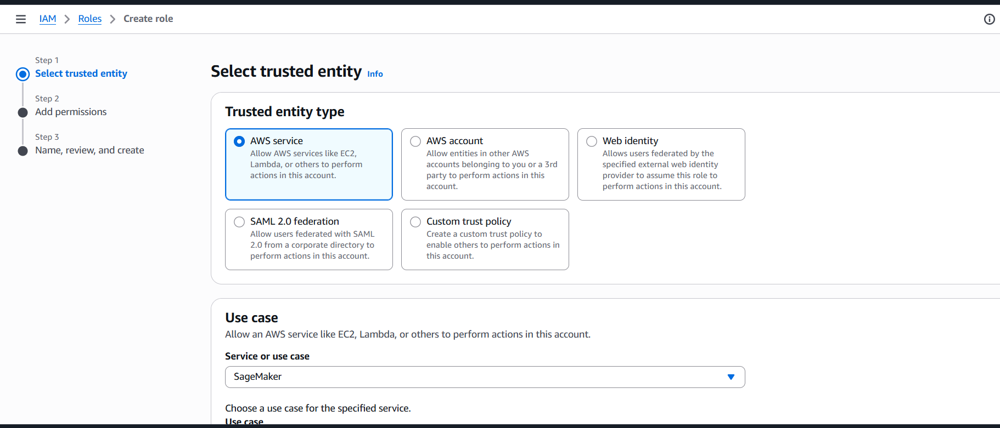 IAM > Roles > Create role
Step 1
Select trusted entity
Step 2
Add permissions
Step 3
Name, review, and create
Select trusted entity Info
Trusted entity type
AWS service
Allow AWS services like EC2,
Lambda, or others to perform
actions in this account.
AWS account
Allow entities in other AWS
accounts belonging to you or a 3rd
party to perform actions in this
account.
Web identity
Allows users federated by the
specified external web identity
provider to assume this role to
perform actions in this account.
SAML 2.0 federation
Allow users federated with SAML
2.0 from a corporate directory to
perform actions in this account.
Custom trust policy
Create a custom trust policy to
enable others to perform actions in
this account.
Use case
Allow an AWS service like EC2, Lambda, or others to perform actions in this account.
Service or use case
SageMaker
Choose a use case for the specified service.
Use case